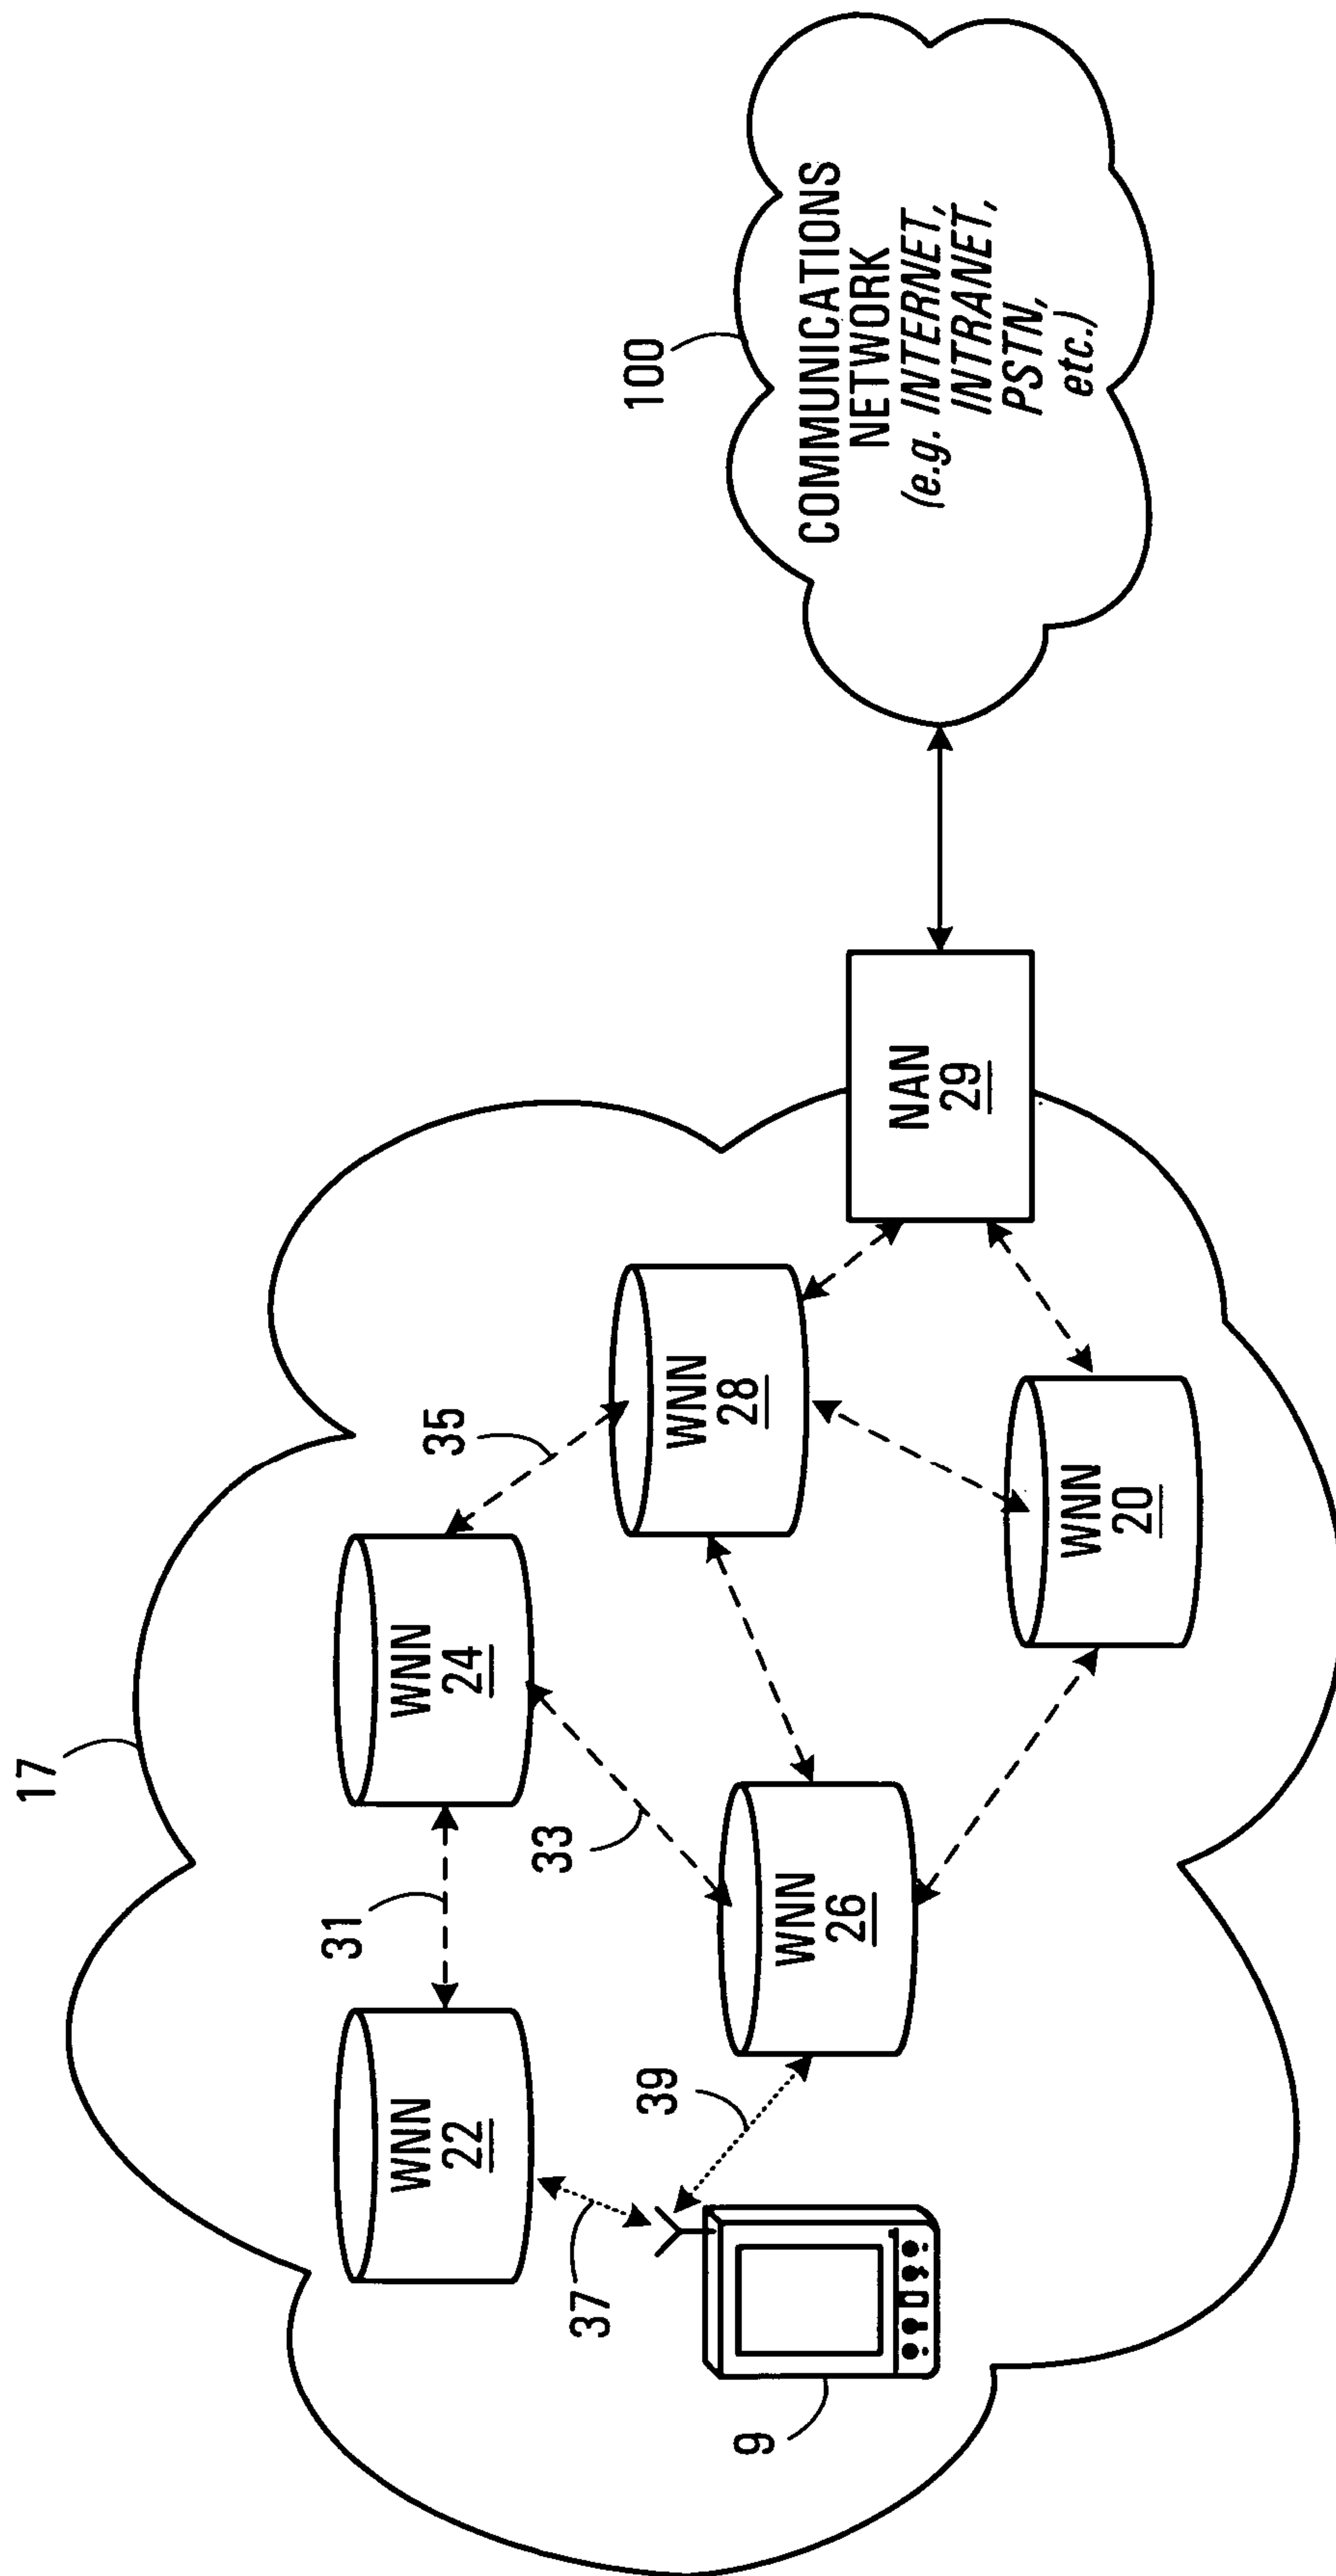 17
31
35
WNN
22
WNN
24
33
37
39
WNN
28
100
WNN
26
9
WNN
20
NAN
29
COMMUNICATIONS
NETWORK
(e.g. INTERNET,
INTRANET,
PSTN,
etc.)